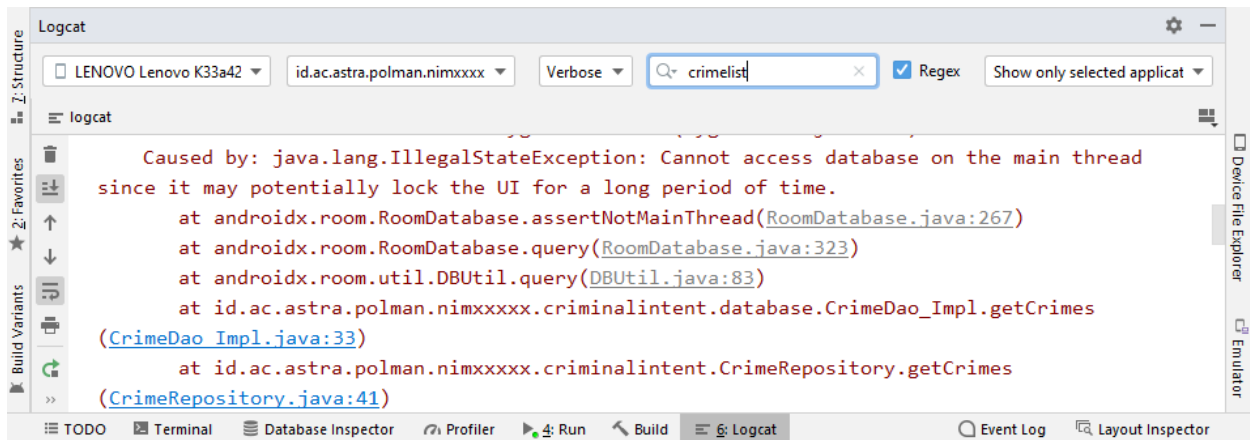 Logcat
LENOVO Lenovo K33a42
id.ac.astra.polman.nimxxxx
Verbose
crimelist
Regex
Show only selected applicat
logcat
Caused by: java.lang.IllegalStateException: Cannot access database on the main thread
since it may potentially lock the UI for a long period of time.
at androidx.room.RoomDatabase.assertNotMainThread(RoomDatabase.java:267)
at androidx.room.RoomDatabase.query(RoomDatabase.java:323)
at androidx.room.util.DBUtil.query(DBUtil.java:83)
at id.ac.astra.polman.nimxxxxx.criminalintent.database.CrimeDao_Impl.getCrimes
(CrimeDao_Impl.java:33)
at id.ac.astra.polman.nimxxxxx.criminalintent.CrimeRepository.getCrimes
(CrimeRepository.java:41)
7: Structure
2: Favorites
Build Variants
Device File Explorer
Emulator
TODO
Terminal
Database Inspector
Profiler
4: Run
Build
6: Logcat
Event Log
Layout Inspector